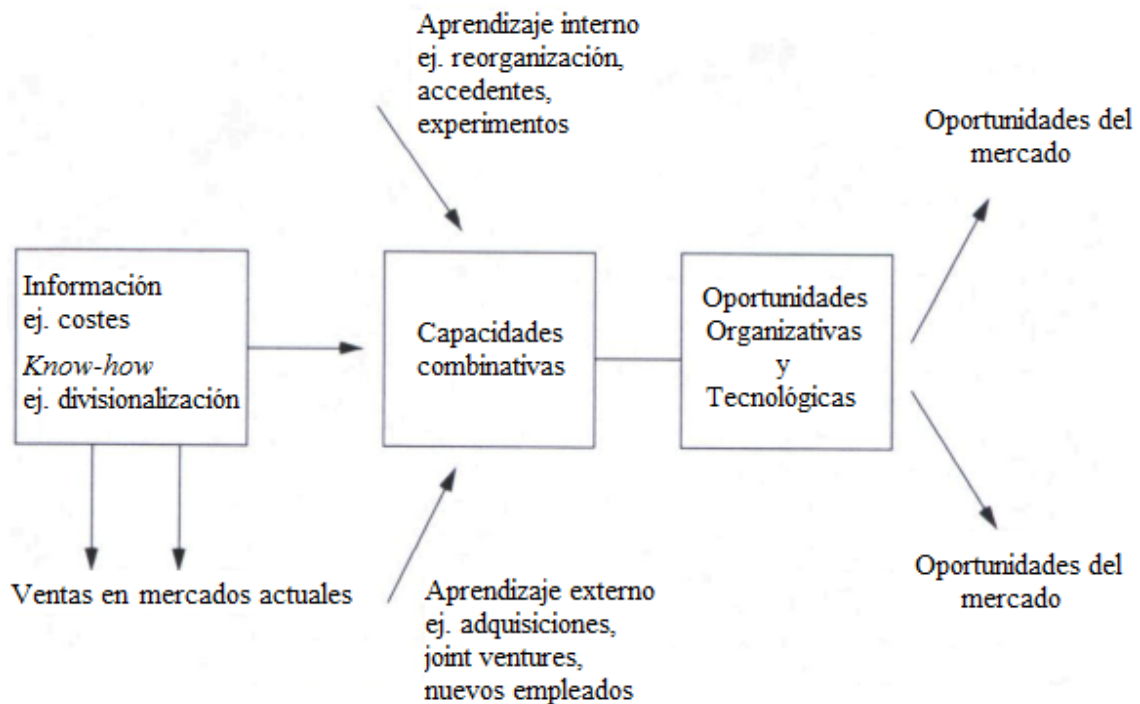 Aprendizaje interno
ej. reorganización,
accedentes,
experimentos
Oportunidades del
mercado
Información
ej. costes
Know-how
ej. divisionalización
Capacidades
combinativas
Oportunidades
Organizativas
y
Tecnológicas
Ventas en mercados actuales
Aprendizaje externo
ej. adquisiciones,
joint ventures,
nuevos empleados
Oportunidades del
mercado